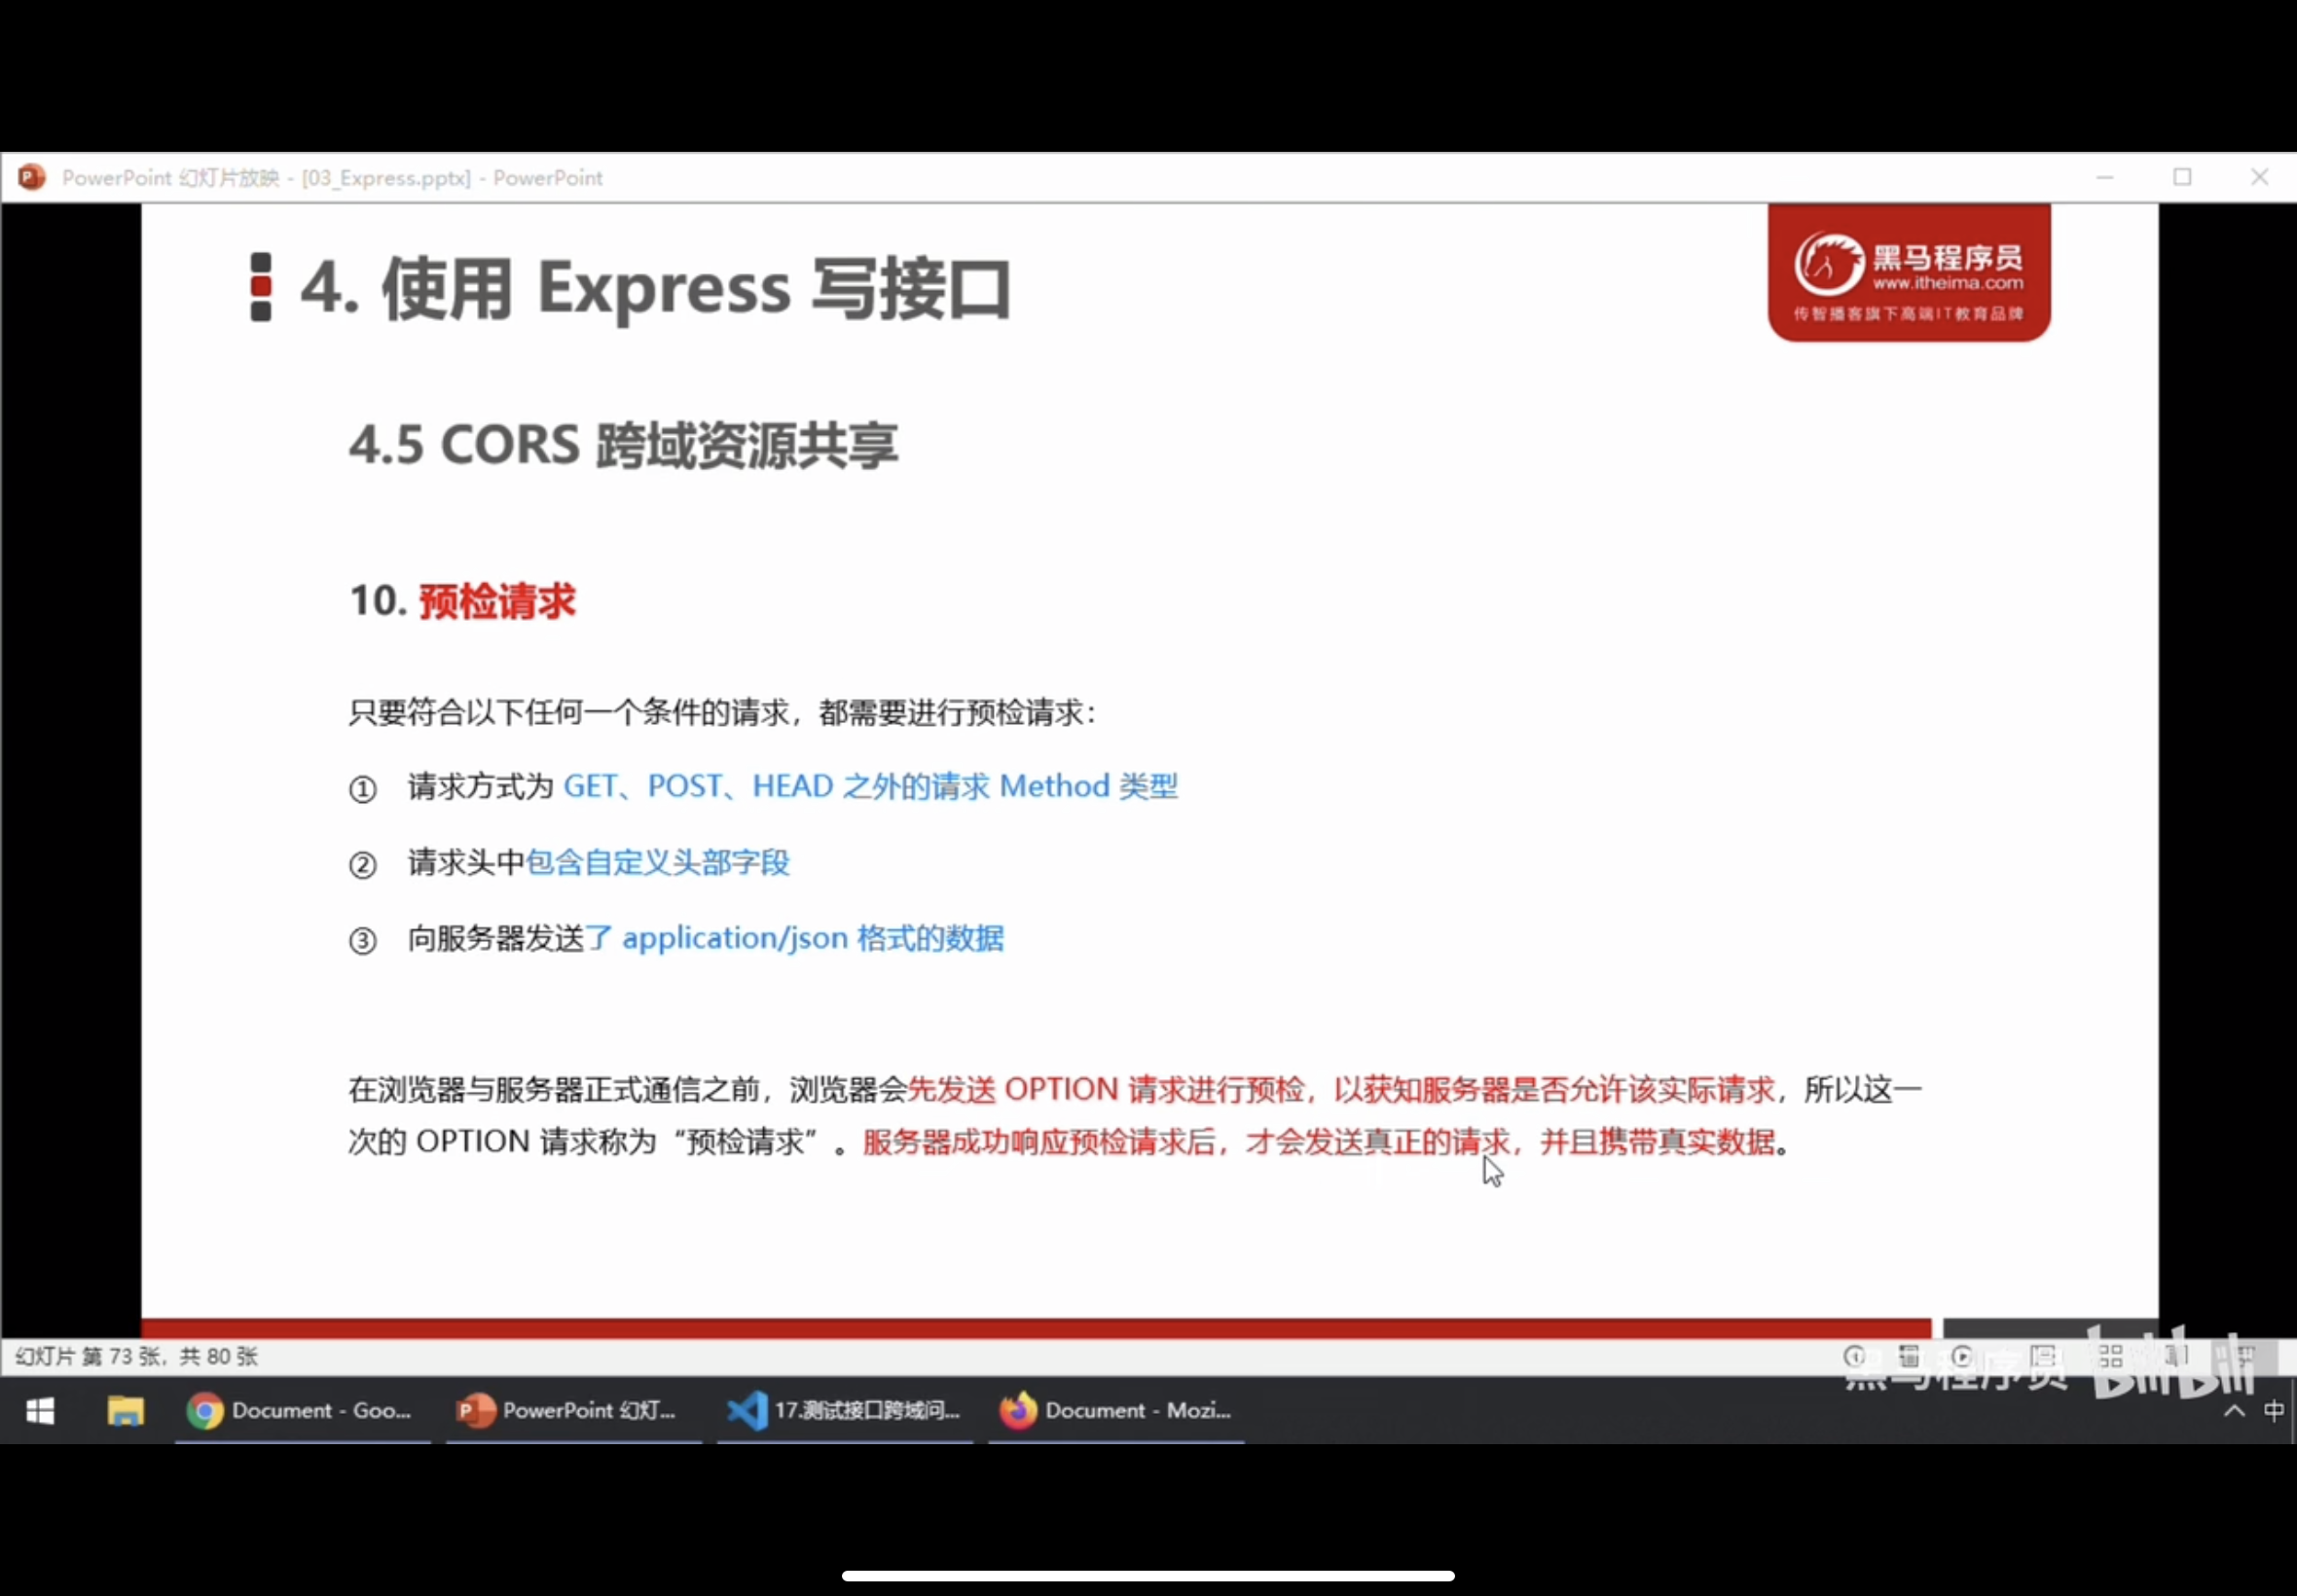 PowerPoint 幻灯片放映 - [03_Express.pptx] - PowerPoint
4. 使用 Express 写接口
黑马程序员
www.itheima.com
传智播客旗下高端IT教育品牌
4.5 CORS 跨域资源共享
10. 预检请求
只要符合以下任何一个条件的请求，都需要进行预检请求：
① 请求方式为 GET、POST、HEAD 之外的请求 Method 类型
② 请求头中包含自定义头部字段
③ 向服务器发送了 application/json 格式的数据
在浏览器与服务器正式通信之前，浏览器会先发送 OPTION 请求进行预检，以获知服务器是否允许该实际请求，所以这一
次的 OPTION 请求称为“预检请求”。服务器成功响应预检请求后，才会发送真正的请求，并且携带真实数据。
幻灯片 第 73 张，共 80 张
黑马程序员 bilibili
Document - Goo... PowerPoint 幻灯... 17.测试接口跨域问... Document - Mozi... 中